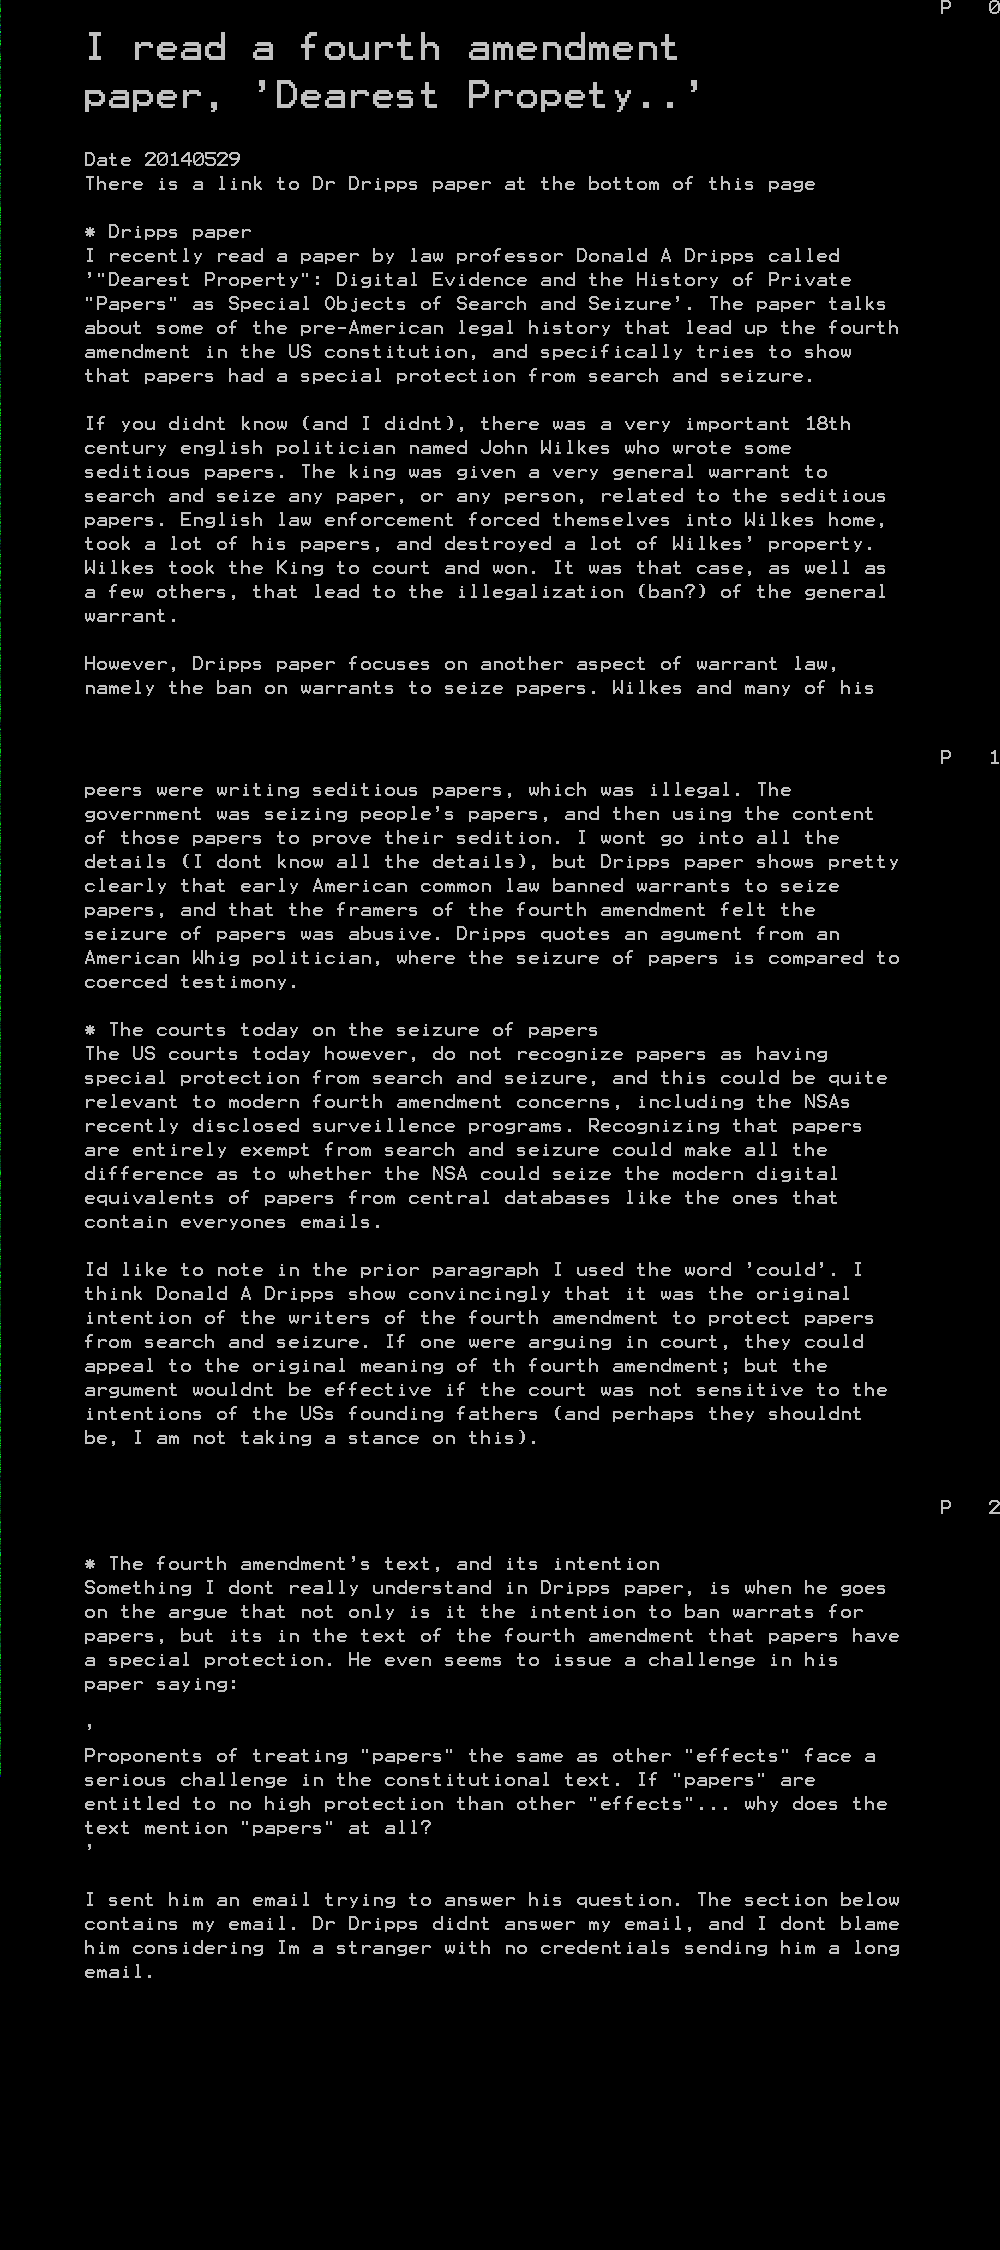 P   0
I read a fourth amendment
paper, 'Dearest Propety..'
Date 20140529
There is a link to Dr Dripps paper at the bottom of this page
* Dripps paper
I recently read a paper by law professor Donald A Dripps called
'"Dearest Property": Digital Evidence and the History of Private
"Papers" as Special Objects of Search and Seizure'. The paper talks
about some of the pre-American legal history that lead up the fourth
amendment in the US constitution, and specifically tries to show
that papers had a special protection from search and seizure.
If you didnt know (and I didnt), there was a very important 18th
century english politician named John Wilkes who wrote some
seditious papers. The king was given a very general warrant to
search and seize any paper, or any person, related to the seditious
papers. English law enforcement forced themselves into Wilkes home,
took a lot of his papers, and destroyed a lot of Wilkes' property.
Wilkes took the King to court and won. It was that case, as well as
a few others, that lead to the illegalization (ban?) of the general
warrant.
However, Dripps paper focuses on another aspect of warrant law,
namely the ban on warrants to seize papers. Wilkes and many of his
P   1
peers were writing seditious papers, which was illegal. The
government was seizing people's papers, and then using the content
of those papers to prove their sedition. I wont go into all the
details (I dont know all the details), but Dripps paper shows pretty
clearly that early American common law banned warrants to seize
papers, and that the framers of the fourth amendment felt the
seizure of papers was abusive. Dripps quotes an agument from an
American Whig politician, where the seizure of papers is compared to
coerced testimony.
* The courts today on the seizure of papers
The US courts today however, do not recognize papers as having
special protection from search and seizure, and this could be quite
relevant to modern fourth amendment concerns, including the NSAs
recently disclosed surveillence programs. Recognizing that papers
are entirely exempt from search and seizure could make all the
difference as to whether the NSA could seize the modern digital
equivalents of papers from central databases like the ones that
contain everyones emails.
Id like to note in the prior paragraph I used the word 'could'. I
think Donald A Dripps show convincingly that it was the original
intention of the writers of the fourth amendment to protect papers
from search and seizure. If one were arguing in court, they could
appeal to the original meaning of th fourth amendment; but the
argument wouldnt be effective if the court was not sensitive to the
intentions of the USs founding fathers (and perhaps they shouldnt
be, I am not taking a stance on this).
P   2
* The fourth amendment's text, and its intention
Something I dont really understand in Dripps paper, is when he goes
on the argue that not only is it the intention to ban warrats for
papers, but its in the text of the fourth amendment that papers have
a special protection. He even seems to issue a challenge in his
paper saying:
'
Proponents of treating "papers" the same as other "effects" face a
serious challenge in the constitutional text. If "papers" are
entitled to no high protection than other "effects"... why does the
text mention "papers" at all?
'
I sent him an email trying to answer his question. The section below
contains my email. Dr Dripps didnt answer my email, and I dont blame
him considering Im a stranger with no credentials sending him a long
email.